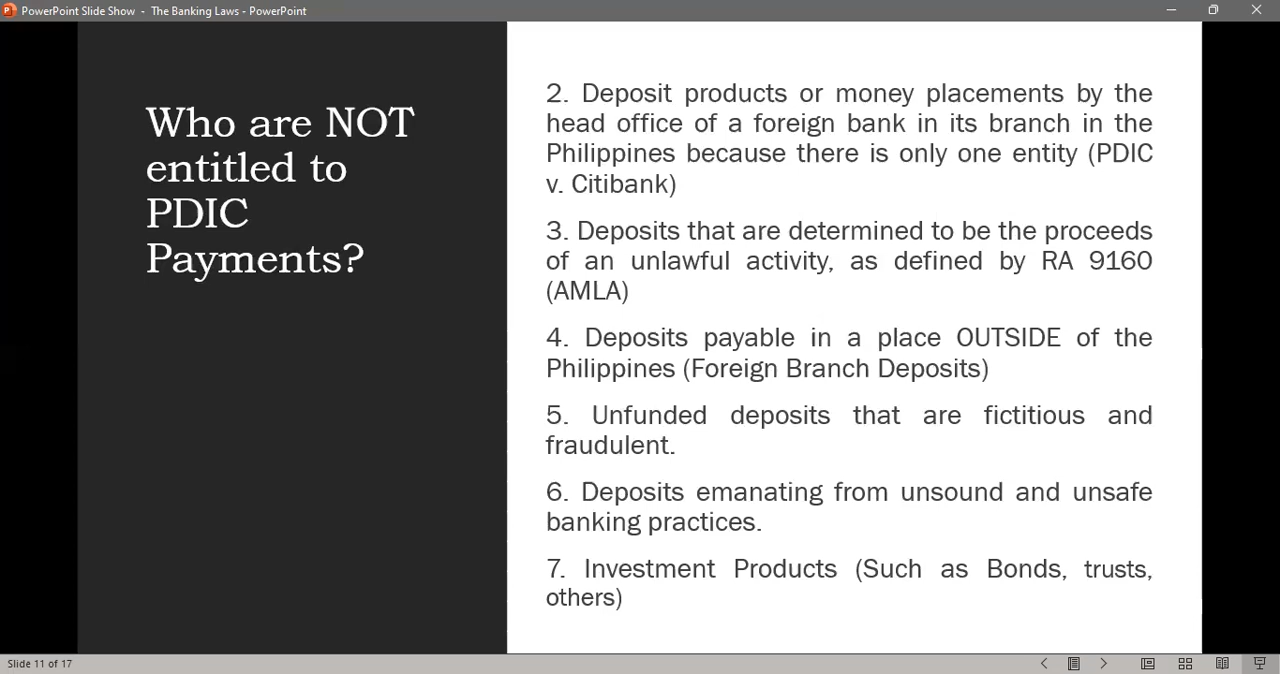 PowerPoint Slide Show - The Banking Laws - PowerPoint
Who are NOT
entitled to
PDIC
Payments?
2. Deposit products or money placements by the
head office of a foreign bank in its branch in the
Philippines because there is only one entity (PDIC
v. Citibank)
3. Deposits that are determined to be the proceeds
of an unlawful activity, as defined by RA 9160
(AMLA)
4. Deposits payable in a place OUTSIDE of the
Philippines (Foreign Branch Deposits)
5. Unfunded deposits that are fictitious and
fraudulent.
6. Deposits emanating from unsound and unsafe
banking practices.
7. Investment Products (Such as Bonds, trusts,
others)
Slide 11 of 17